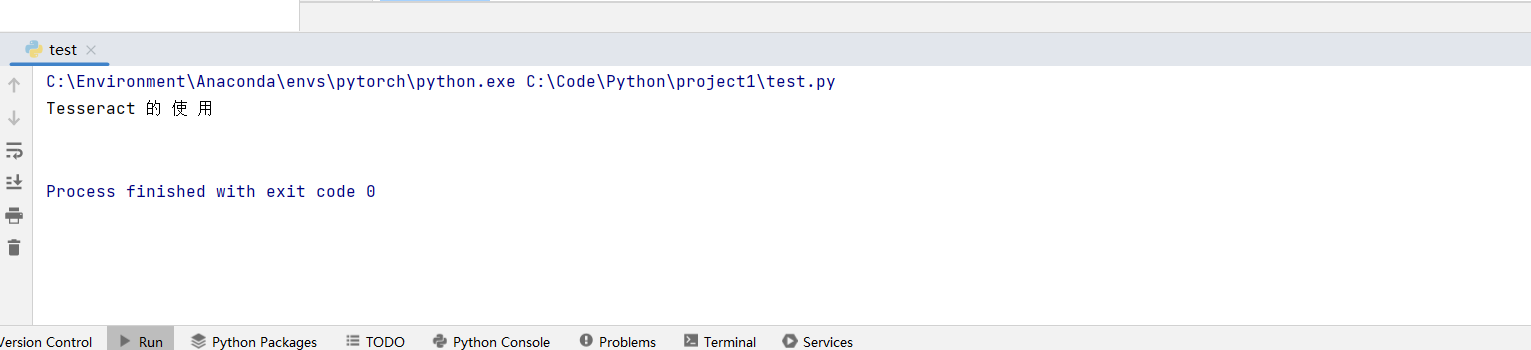 test
C:\Environment\Anaconda\envs\pytorch\python.exe C:\Code\Python\project1\test.py
Tesseract 的 使 用
Process finished with exit code 0
Version Control Run Python Packages TODO Python Console Problems Terminal Services